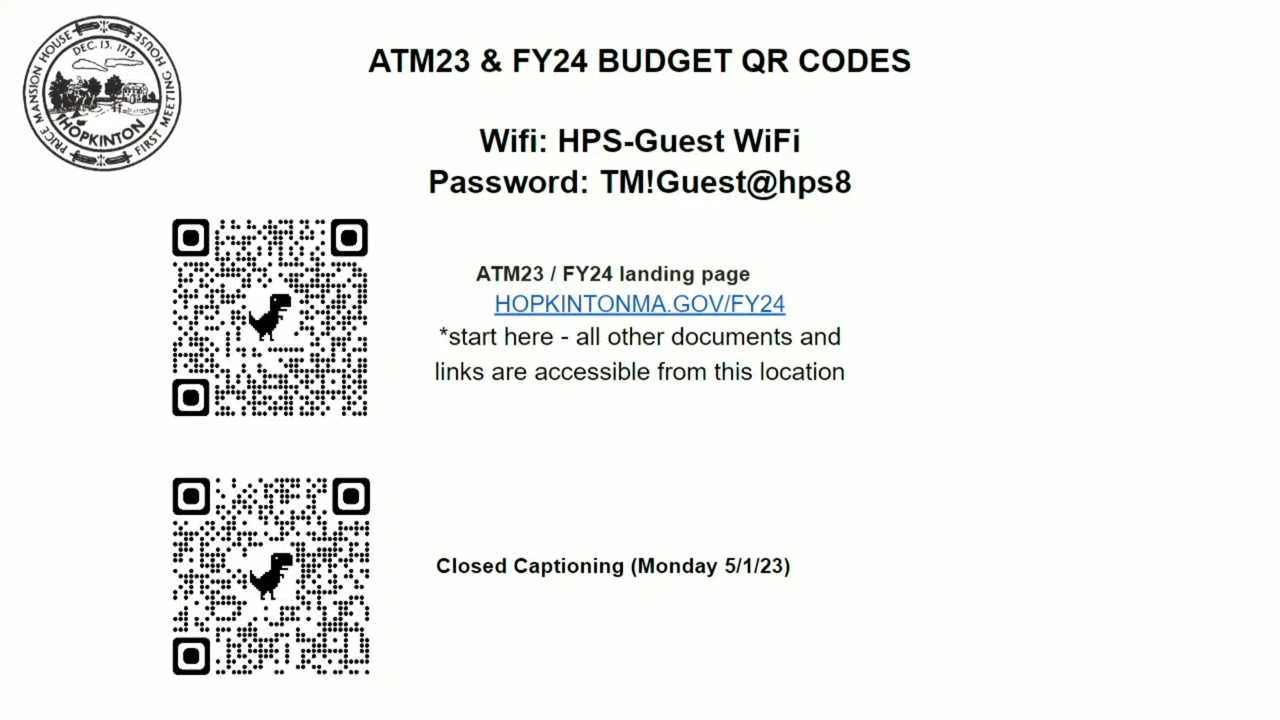 PRICE MANSION HOUSE
FIRST MEETING HOUSE
DEC. 13, 1715
HOPKINTON
ATM23 & FY24 BUDGET QR CODES
Wifi: HPS-Guest WiFi
Password: TM!Guest@hps8
ATM23 / FY24 landing page
HOPKINTONMA.GOV/FY24
*start here - all other documents and
links are accessible from this location
Closed Captioning (Monday 5/1/23)